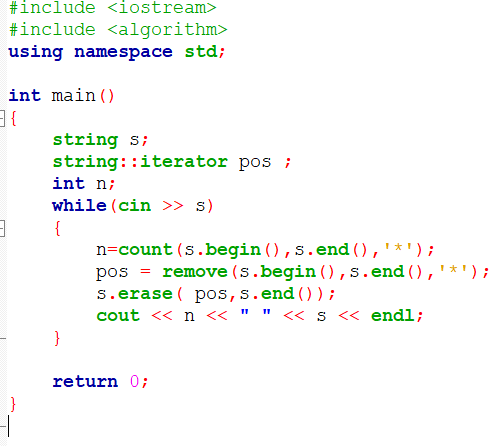 #include <iostream>
#include <algorithm>
using namespace std;
int main()
{
string s;
string::iterator pos ;
int n;
while(cin >> s)
{
n=count(s.begin(),s.end(),'*');
pos = remove(s.begin(),s.end(),'*');
s.erase( pos,s.end());
cout << n << " " << s << endl;
}
return 0;
}